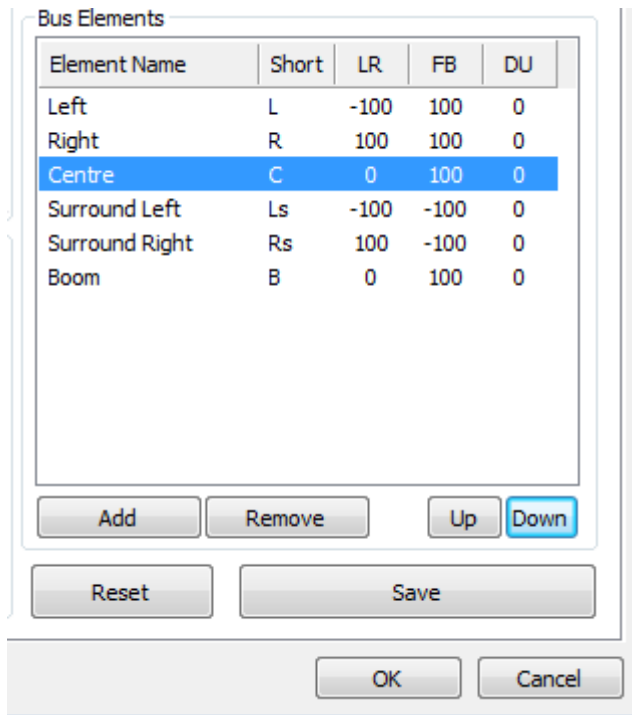 Bus Elements
Element Name Short LR FB DU
Left L -100 100 0
Right R 100 100 0
Centre C 0 100 0
Surround Left Ls -100 -100 0
Surround Right Rs 100 -100 0
Boom B 0 100 0
Add Remove Up Down
Reset Save
OK Cancel